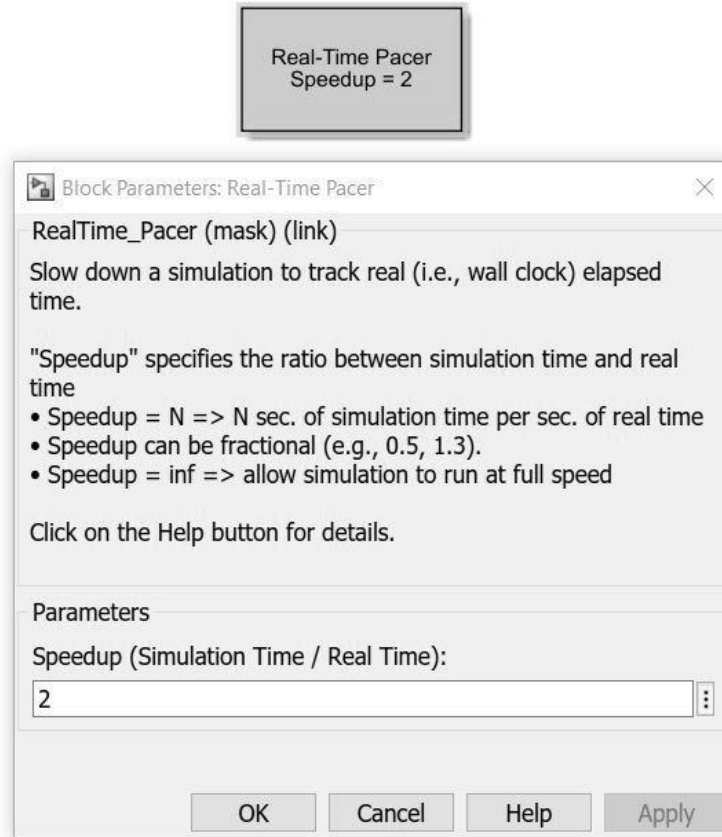 Real-Time Pacer
Speedup = 2
Block Parameters: Real-Time Pacer
RealTime_Pacer (mask) (link)
Slow down a simulation to track real (i.e., wall clock) elapsed
time.
"Speedup" specifies the ratio between simulation time and real
time
• Speedup = N => N sec. of simulation time per sec. of real time
• Speedup can be fractional (e.g., 0.5, 1.3).
• Speedup = inf => allow simulation to run at full speed
Click on the Help button for details.
Parameters
Speedup (Simulation Time / Real Time):
2
OK Cancel Help Apply